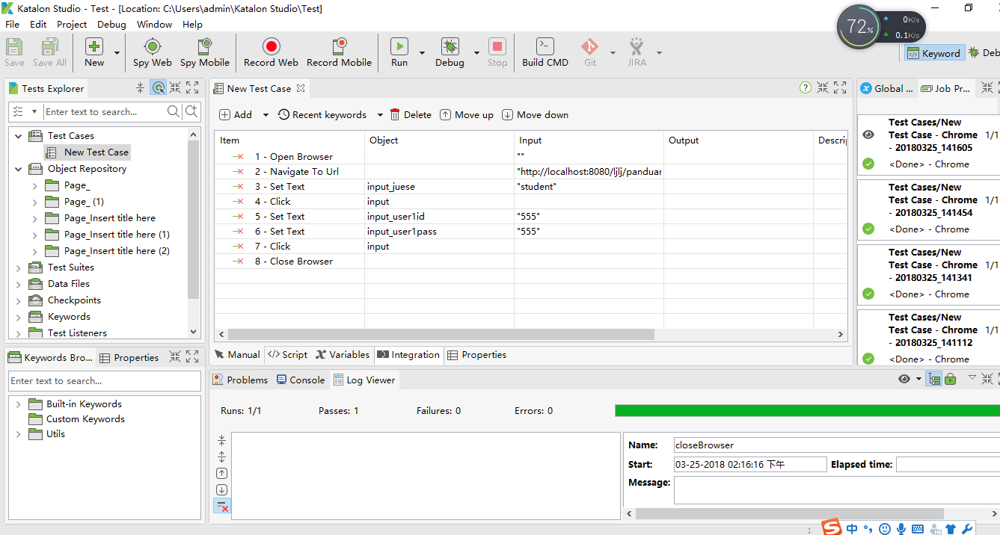 Katalon Studio - Test - [Location: C:\Users\admin\Katalon Studio\Test]
File Edit Project Debug Window Help
72% 0K/s
0.1K/s
Save Save All New Spy Web Spy Mobile Record Web Record Mobile Run Debug Stop Build CMD Git JIRA
Keyword Deb
Tests Explorer
Enter text to search...
Test Cases
New Test Case
Object Repository
Page_
Page_ (1)
Page_Insert title here
Page_Insert title here (1)
Page_Insert title here (2)
Test Suites
Data Files
Checkpoints
Keywords
Test Listeners
New Test Case
Add Recent keywords Delete Move up Move down
Item Object Input Output Descri
1 - Open Browser ""
2 - Navigate To Url "http://localhost:8080/ljlj/panduar
3 - Set Text input_juese "student"
4 - Click input
5 - Set Text input_user1id "555"
6 - Set Text input_user1pass "555"
7 - Click input
8 - Close Browser
Manual Script Variables Integration Properties
Global ... Job Pr...
Test Cases/New
Test Case - Chrome 1/1
- 20180325_141605
<Done> - Chrome
Test Cases/New
Test Case - Chrome 1/1
- 20180325_141454
<Done> - Chrome
Test Cases/New
Test Case - Chrome 1/1
- 20180325_141341
<Done> - Chrome
Test Cases/New
Test Case - Chrome 1/1
- 20180325_141112
<Done> - Chrome
Keywords Bro... Properties
Enter text to search...
Built-in Keywords
Custom Keywords
Utils
Problems Console Log Viewer
Runs: 1/1 Passes: 1 Failures: 0 Errors: 0
Name: closeBrowser
Start: 03-25-2018 02:16:16 下午 Elapsed time:
Message:
中